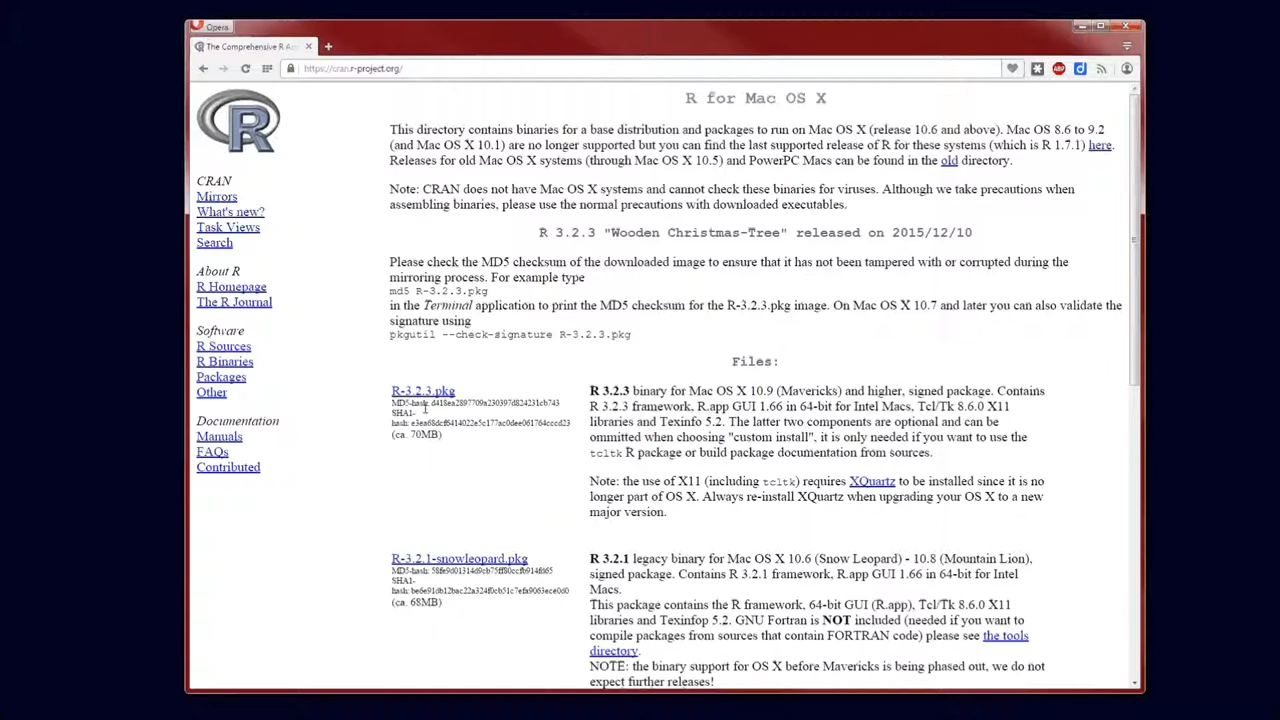 Opera
The Comprehensive R Ar
https://cran.r-project.org/
ABP
R
R for Mac OS X
This directory contains binaries for a base distribution and packages to run on Mac OS X (release 10.6 and above). Mac OS 8.6 to 9.2
(and Mac OS X 10.1) are no longer supported but you can find the last supported release of R for these systems (which is R 1.7.1) here.
Releases for old Mac OS X systems (through Mac OS X 10.5) and PowerPC Macs can be found in the old directory.
Note: CRAN does not have Mac OS X systems and cannot check these binaries for viruses. Although we take precautions when
assembling binaries, please use the normal precautions with downloaded executables.
R 3.2.3 "Wooden Christmas-Tree" released on 2015/12/10
Please check the MD5 checksum of the downloaded image to ensure that it has not been tampered with or corrupted during the
mirroring process. For example type
md5 R-3.2.3.pkg
in the Terminal application to print the MD5 checksum for the R-3.2.3.pkg image. On Mac OS X 10.7 and later you can also validate the
signature using
pkgutil --check-signature R-3.2.3.pkg
Files:
CRAN
Mirrors
What's new?
Task Views
Search
About R
R Homepage
The R Journal
Software
R Sources
R Binaries
Packages
Other
Documentation
Manuals
FAQs
Contributed
R-3.2.3.pkg
MD5-hash: d418ea2897709a230397d824231cb743
SHA1-
hash:
(ca. 70MB)
R 3.2.3 binary for Mac OS X 10.9 (Mavericks) and higher, signed package. Contains
R 3.2.3 framework, R.app GUI 1.66 in 64-bit for Intel Macs, Tcl/Tk 8.6.0 X11
libraries and Texinfo 5.2. The latter two components are optional and can be
ommitted when choosing "custom install", it is only needed if you want to use the
tcltk R package or build package documentation from sources.
Note: the use of X11 (including tcltk) requires XQuartz to be installed since it is no
longer part of OS X. Always re-install XQuartz when upgrading your OS X to a new
major version.
R-3.2.1-snowleopard.pkg
MD5-hash:
SHA1-
hash:
(ca. 68MB)
R 3.2.1 legacy binary for Mac OS X 10.6 (Snow Leopard) - 10.8 (Mountain Lion),
signed package. Contains R 3.2.1 framework, R.app GUI 1.66 in 64-bit for Intel
Macs.
This package contains the R framework, 64-bit GUI (R.app), Tcl/Tk 8.6.0 X11
libraries and Texinfop 5.2. GNU Fortran is NOT included (needed if you want to
compile packages from sources that contain FORTRAN code) please see the tools
directory.
NOTE: the binary support for OS X before Mavericks is being phased out, we do not
expect further releases!